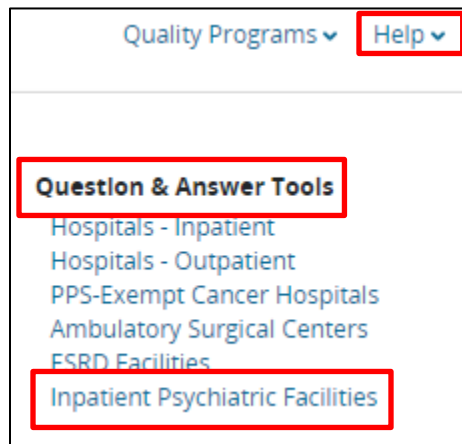 Quality Programs Help
Question & Answer Tools
Hospitals - Inpatient
Hospitals - Outpatient
PPS-Exempt Cancer Hospitals
Ambulatory Surgical Centers
ESRD Facilities
Inpatient Psychiatric Facilities